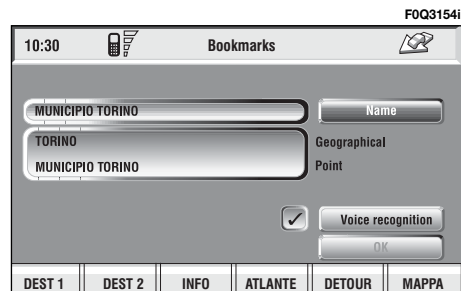 F0Q3154i
10:30 Bookmarks
MUNICIPIO TORINO Name
TORINO Geographical
MUNICIPIO TORINO Point
Voice recognition
OK
DEST 1 DEST 2 INFO ATLANTE DETOUR MAPPA